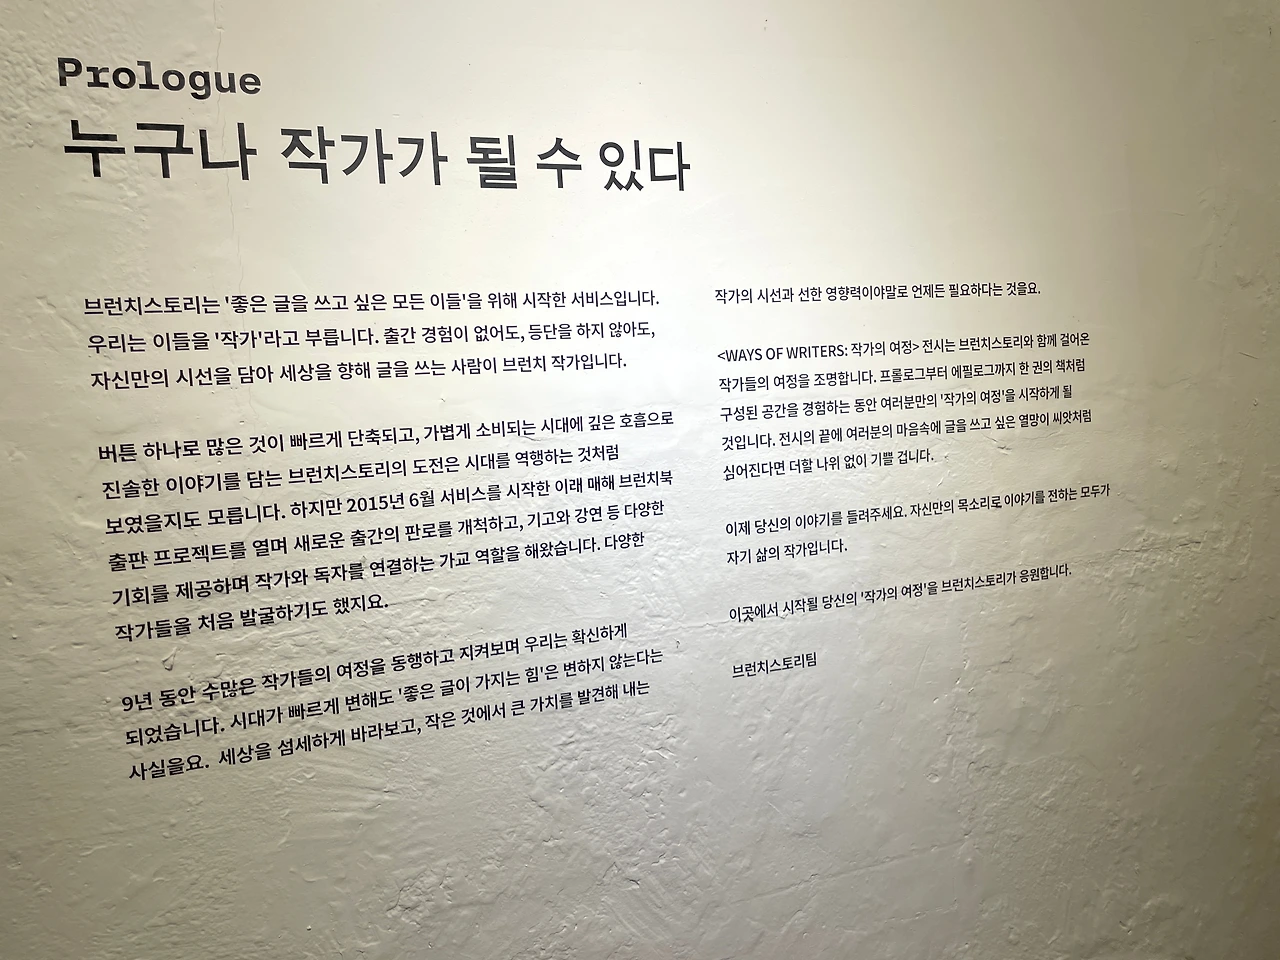 Prologue
누구나 작가가 될 수 있다
브런치스토리는 '좋은 글을 쓰고 싶은 모든 이들'을 위해 시작한 서비스입니다.
우리는 이들을 '작가'라고 부릅니다. 출간 경험이 없어도, 등단을 하지 않아도,
자신만의 시선을 담아 세상을 향해 글을 쓰는 사람이 브런치 작가입니다.
버튼 하나로 많은 것이 빠르게 단축되고, 가볍게 소비되는 시대에 깊은 호흡으로
진솔한 이야기를 담는 브런치스토리의 도전은 시대를 역행하는 것처럼
보였을지도 모릅니다. 하지만 2015년 6월 서비스를 시작한 이래 매해 브런치북
출판 프로젝트를 열며 새로운 출간의 판로를 개척하고, 기고와 강연 등 다양한
기회를 제공하며 작가와 독자를 연결하는 가교 역할을 해왔습니다. 다양한
작가들을 처음 발굴하기도 했지요.
9년 동안 수많은 작가들의 여정을 동행하고 지켜보며 우리는 확신하게
되었습니다. 시대가 빠르게 변해도 '좋은 글이 가지는 힘'은 변하지 않는다는
사실을요. 세상을 섬세하게 바라보고, 작은 것에서 큰 가치를 발견해 내는
작가의 시선과 선한 영향력이야말로 언제든 필요하다는 것을요.
<WAYS OF WRITERS: 작가의 여정> 전시는 브런치스토리와 함께 걸어온
작가들의 여정을 조명합니다. 프롤로그부터 에필로그까지 한 권의 책처럼
구성된 공간을 경험하는 동안 여러분만의 '작가의 여정'을 시작하게 될
것입니다. 전시의 끝에 여러분의 마음속에 글을 쓰고 싶은 열망이 씨앗처럼
심어진다면 더할 나위 없이 기쁠 겁니다.
이제 당신의 이야기를 들려주세요. 자신만의 목소리로 이야기를 전하는 모두가
자기 삶의 작가입니다.
이곳에서 시작될 당신의 '작가의 여정'을 브런치스토리가 응원합니다.
브런치스토리팀